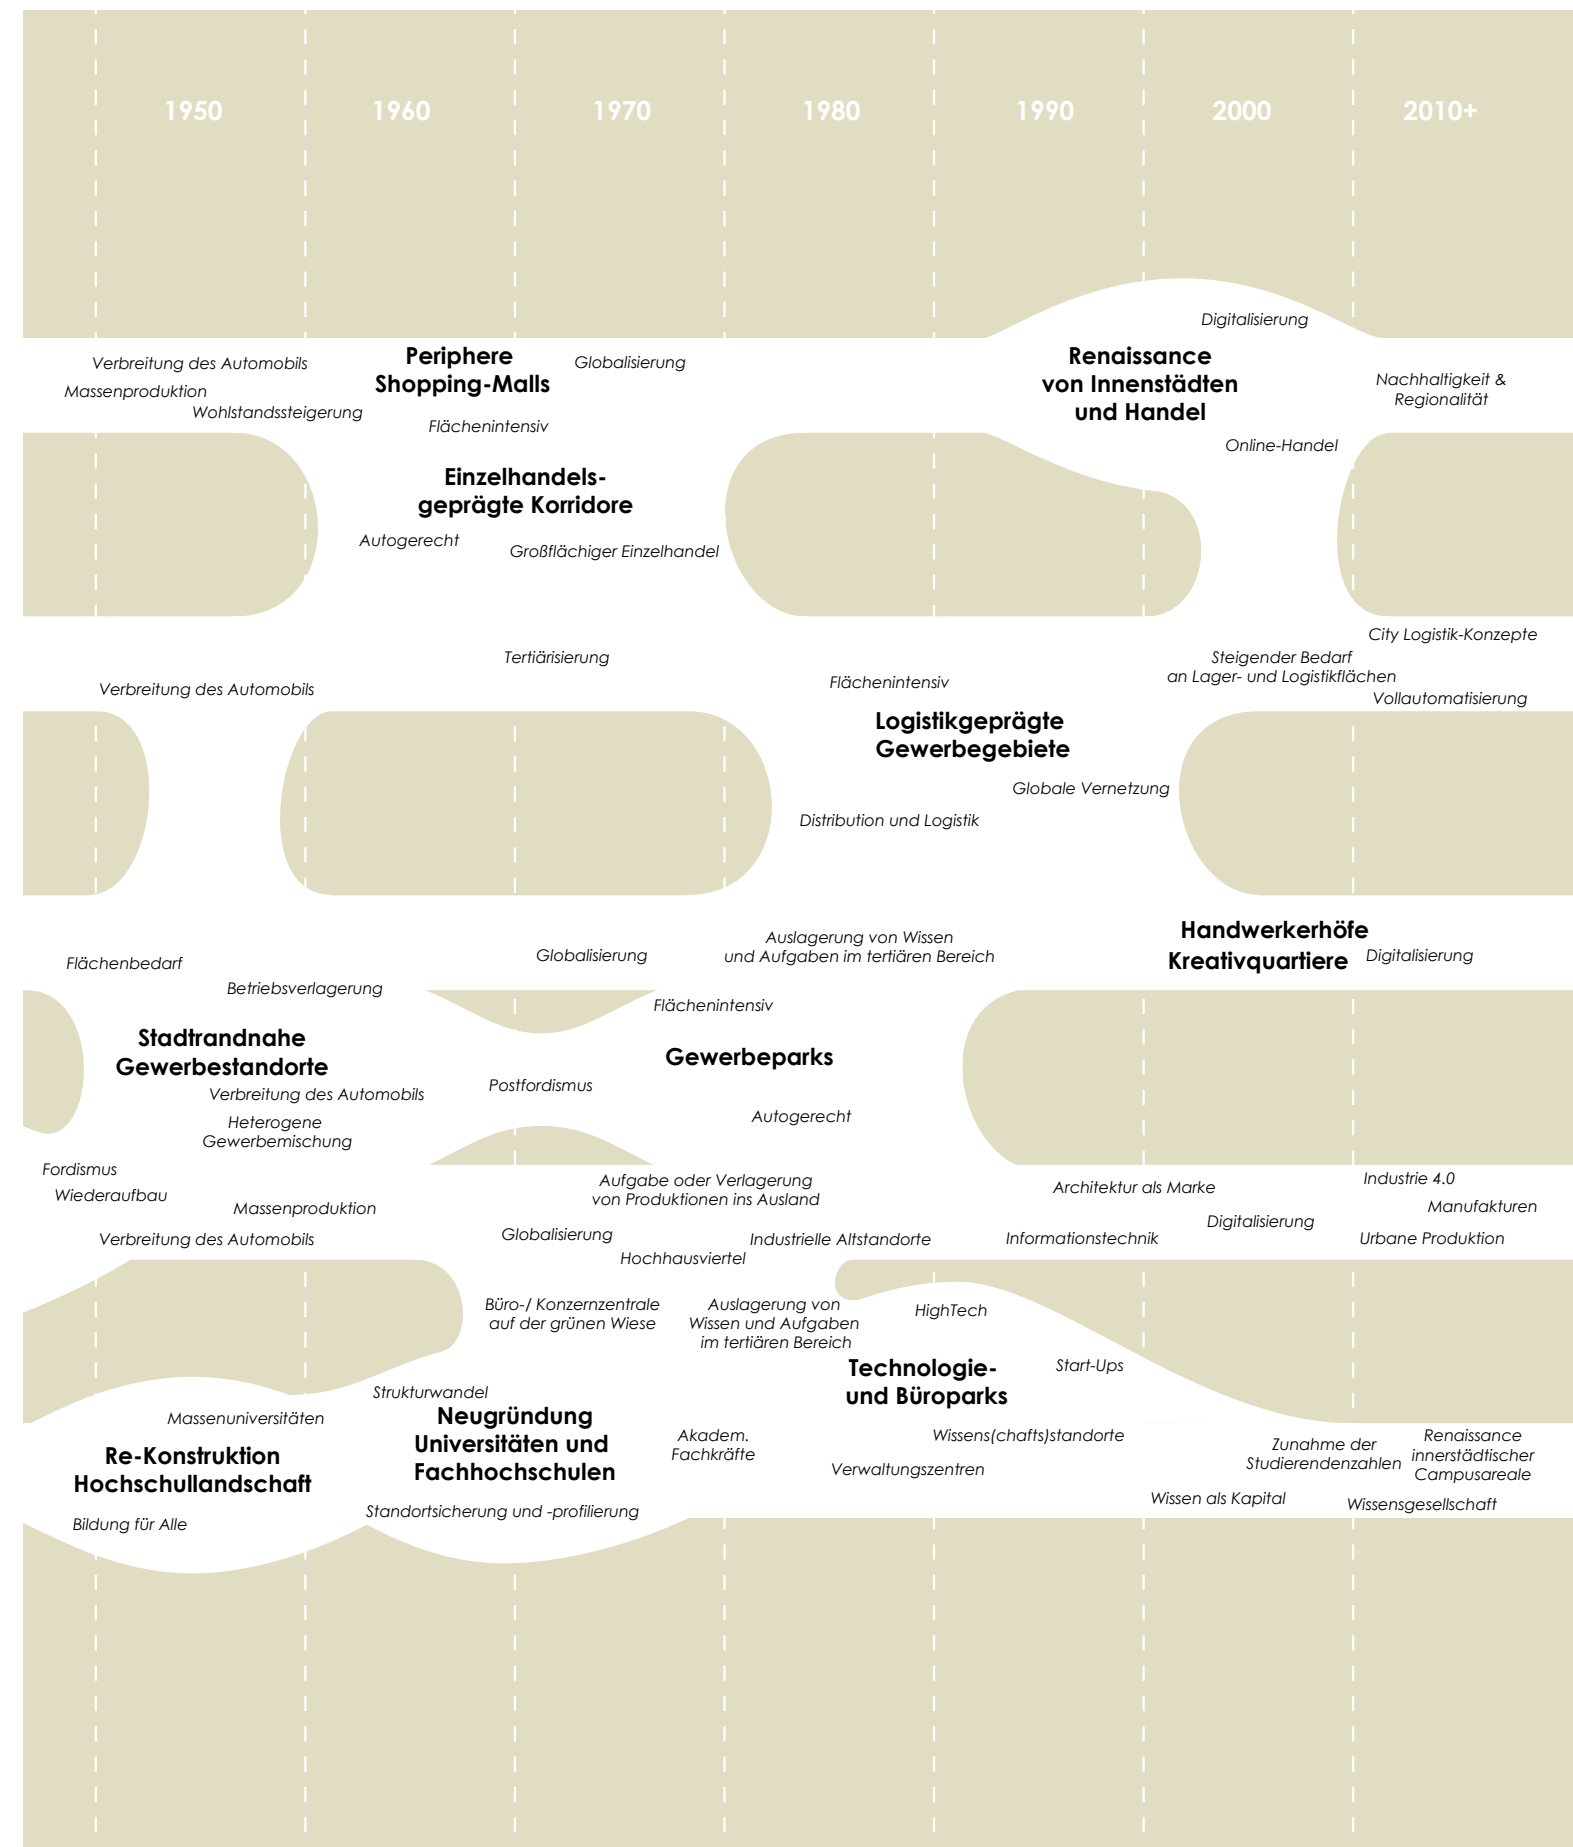 1950
1960
1970
1980
1990
2000
2010+
Digitalisierung
Verbreitung des Automobils
Massenproduktion
Wohlstandssteigerung
Periphere
Shopping-Malls
Flächenintensiv
Globalisierung
Renaissance
von Innenstädten
und Handel
Nachhaltigkeit &
Regionalität
Online-Handel
Einzelhandels-
geprägte Korridore
Autogerecht
Großflächiger Einzelhandel
Verbreitung des Automobils
Tertiärisierung
Flächenintensiv
Logistikgeprägte
Gewerbegebiete
Globale Vernetzung
Distribution und Logistik
City Logistik-Konzepte
Steigender Bedarf
an Lager- und Logistikflächen
Vollautomatisierung
Flächenbedarf
Betriebsverlagerung
Globalisierung
Auslagerung von Wissen
und Aufgaben im tertiären Bereich
Handwerkerhöfe
Kreativquartiere
Digitalisierung
Flächenintensiv
Stadtrandnahe
Gewerbestandorte
Verbreitung des Automobils
Heterogene
Gewerbemischung
Postfordismus
Gewerbeparks
Autogerecht
Fordismus
Wiederaufbau
Massenproduktion
Verbreitung des Automobils
Aufgabe oder Verlagerung
von Produktionen ins Ausland
Globalisierung
Hochhausviertel
Industrielle Altstandorte
Architektur als Marke
Informationstechnik
Digitalisierung
Industrie 4.0
Manufakturen
Urbane Produktion
Büro-/ Konzernzentrale
auf der grünen Wiese
Auslagerung von
Wissen und Aufgaben
im tertiären Bereich
HighTech
Technologie-
und Büroparks
Start-Ups
Strukturwandel
Massenuniversitäten
Re-Konstruktion
Hochschullandschaft
Bildung für Alle
Neugründung
Universitäten und
Fachhochschulen
Standortsicherung und -profilierung
Akadem.
Fachkräfte
Wissens(chafts)standorte
Verwaltungszentren
Zunahme der
Studierendenzahlen
Renaissance
innerstädtischer
Campusareale
Wissen als Kapital
Wissensgesellschaft